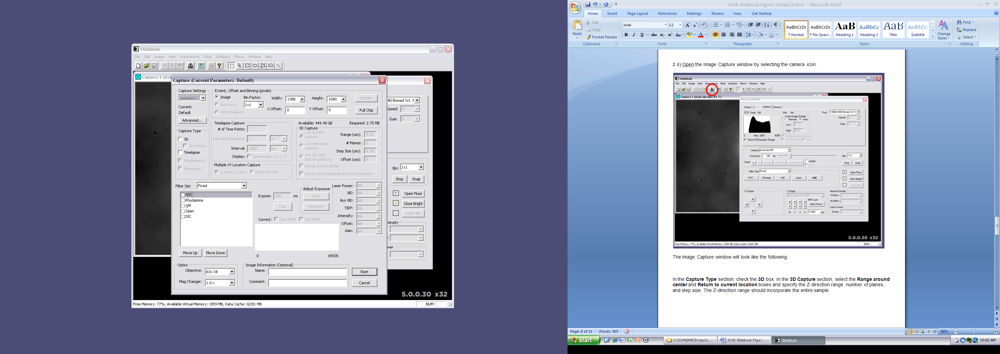 SlideBook
File Edit Image View Annotations Mask Statistics Macro Window Help
Camera 1 (Axi
Capture (Current Parameters: Default)
Capture Settings
-----------
Current:
Default
Advanced...
Extent, Offset and Binning (pixels)
Image Bin Factor: Width: 1388 Height: 1040 Update
Autofocus 1x1
White Balance X Offset: 0 Y Offset: 0 Full Chip
Capture Type
3D
SA Correct
Timelapse
Simultaneous
Stereology
Timelapse Capture
# of Time Points: 1
Estimated Duration: 1 s
Interval: 1000 ms
Display: Renormalize to t = 0
Multiple XY Location Capture
Current Location Multipoint List
Available: 444.48 GB Required: 2.75 MB
3D Capture
Use current position
Use reference position
Use top and bottom positions
Range (um): 8.35
# Planes: 2
Step Size (um): 8.35
Offset (um): 0
Range around center
Return to (computed|ref|current) location
Filter Set: Fixed
FITC
Rhodamine
QM
Open
DIC
Move Up Move Down
Expose: 100 ms
Test
Adjust Exposure
Once
Find Best
Correct: Dark Field Flat Field
0 65535
Laser Power: NA
ND: NA
Aux ND: NA
TIRF: NA
Intensify: NA
Offset: NA
Gain: NA
Optics
Objective: 63x Oil
Mag Changer: 1.0 x
Image Information (Optional)
Name:
Comment:
Start
Cancel
40 Binned 1x1, M
Speed: 0
Gain: 0
Bin: 1x1
Stop Snap
Open Fluor
Close Bright
Open Alt
Density
wer
5.0.0.30 x32
Free Memory: 77%, Available Virtual Memory: 1859 MB, Data Cache: 0/281 MB NUM
JOVE Slidebook Figures 01May13.docx - Microsoft Word
Home Insert Page Layout References Mailings Review View Get Started
Paste
Cut
Copy
Format Painter
Clipboard
Arial 12
Font
Paragraph
AaBbCcDc AaBbCcDc AaB AaBbCc AaB AaBbCc.
¶ Normal ¶ No Spaci... Heading 1 Heading 2 Title Subtitle
Change Styles
Styles
Find
Replace
Select
Editing
2.4) Open the Image Capture window by selecting the camera icon.
SlideBook
File Edit Image View Annotations Mask Statistics Macro Window Help
Camera 1 (AxioCam MR) 49.7%
Focus Controls
Scope Z Camera Stream
CCD Temp: NA Info: NA Port: 1388x1040 Binned 1x1, M
Scale Image Display
Manual Auto
Low: 0
High: 2576
Speed: 0
Gain: 0
0 Max: 3087 4095
Show Full Dynamic Range
Multiple Camera Windows
Test Dual-View Cycle
Camera: AxioCam MR
Exposure 100 ms Bin: 1x1
Zoom: + - Update Full Chip Auto Remove Guides
Color
Stop Snap
Filter Set: Fixed
FITC Rhodam QM Open DIC
Open Fluor
Close Bright
Open Alt
XY Stage
Z Stage:
Zeiss Axiovert 200M
989.2 µm
Auto Focus
10 1 .1 -> 5.000 um
Neutral Density
Primary:
Auxiliary:
Laser Power
Power:
5.0.0.30 x32
Free Memory: 77%, Available Virtual Memory: 1855 MB, Data Cache: 0/281 MB NUM
The Image Capture window will look like the following:
In the Capture Type section, check the 3D box. In the 3D Capture section, select the Range around
center and Return to current location boxes and specify the Z-direction range, number of planes,
and step size. The Z-direction range should incorporate the entire sample.
Page: 8 of 11 Words: 505 90%
start X:\SOM\BME\Projects... JOVE Slidebook Figur... SlideBook 10:02 AM